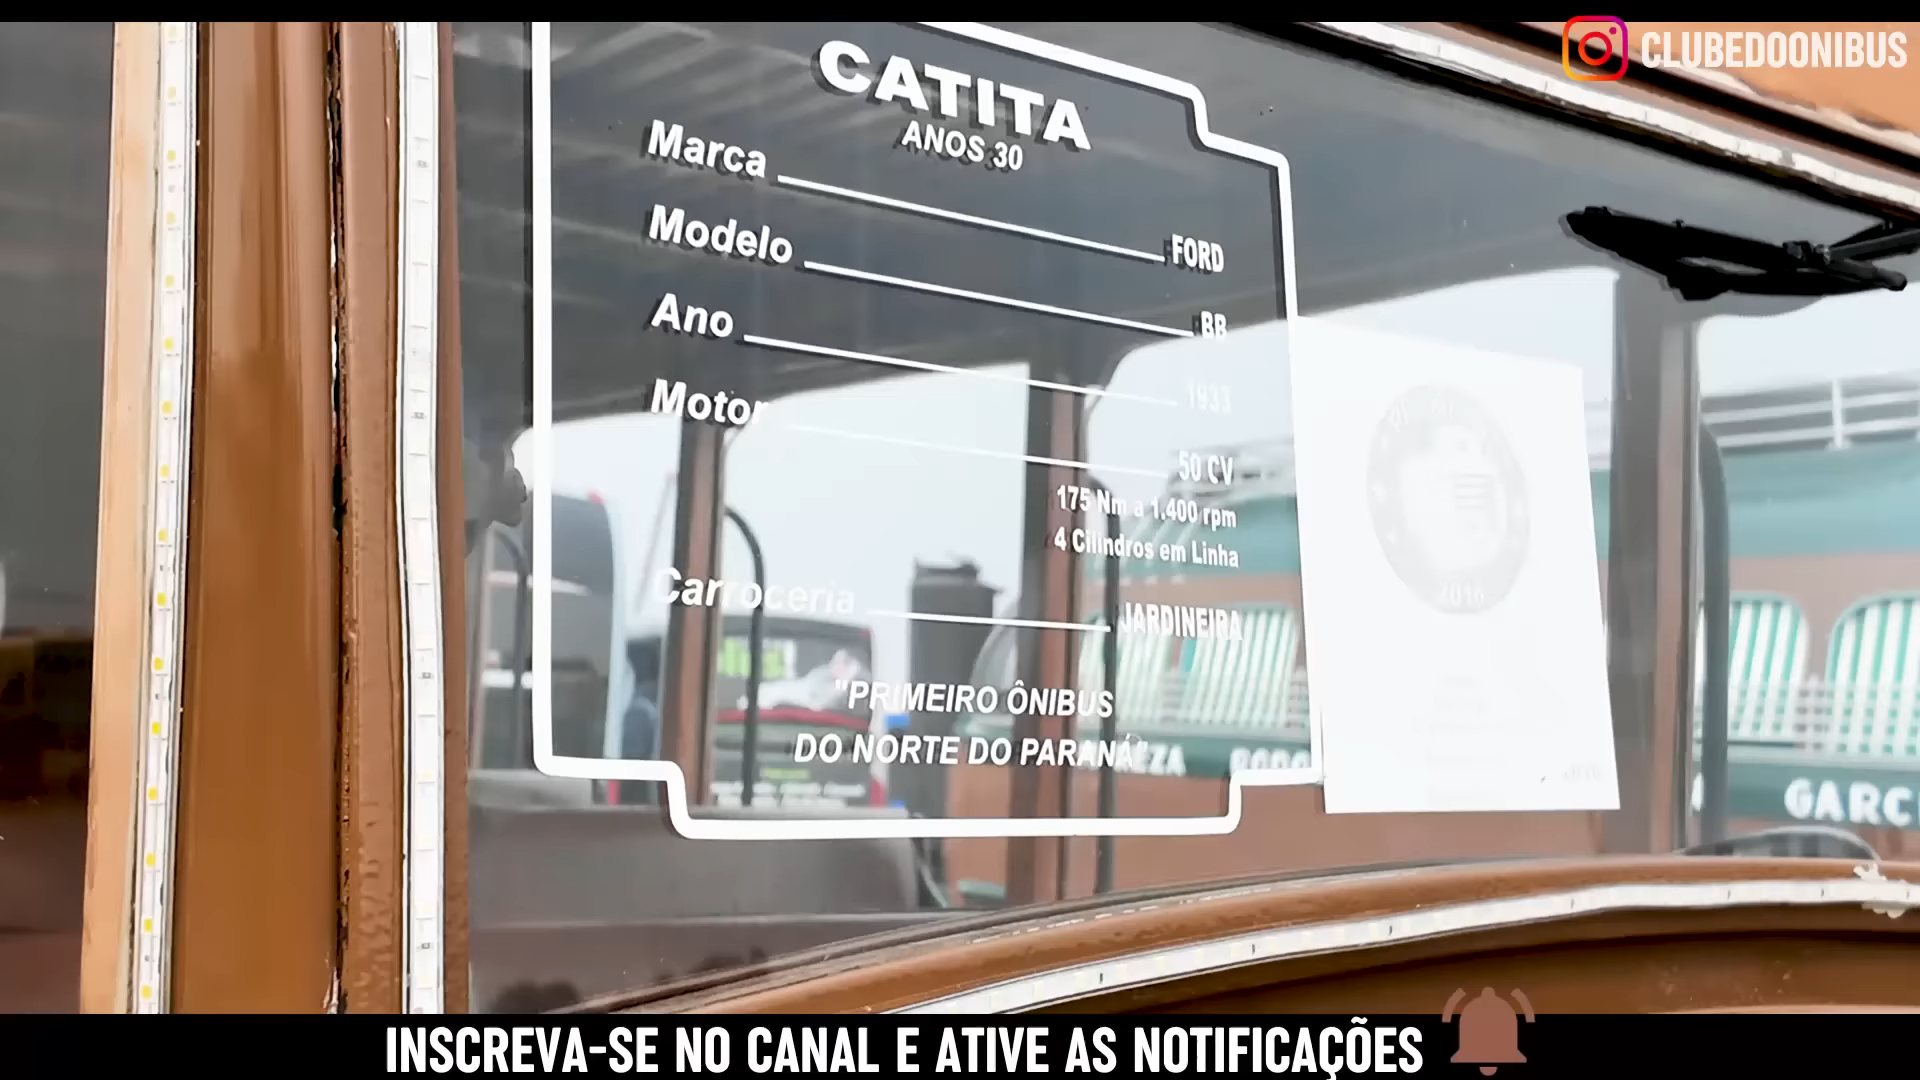 CLUBEDOONIBUS
CATITA
ANOS 30
Marca FORD
Modelo BB
Ano 1933
Motor 50 CV
175 Nm a 1.400 rpm
4 Cilindros em Linha
Carroceria JARDINEIRA
"PRIMEIRO ÔNIBUS
DO NORTE DO PARANÁ"
2016
GARC
INSCREVA-SE NO CANAL E ATIVE AS NOTIFICAÇÕES